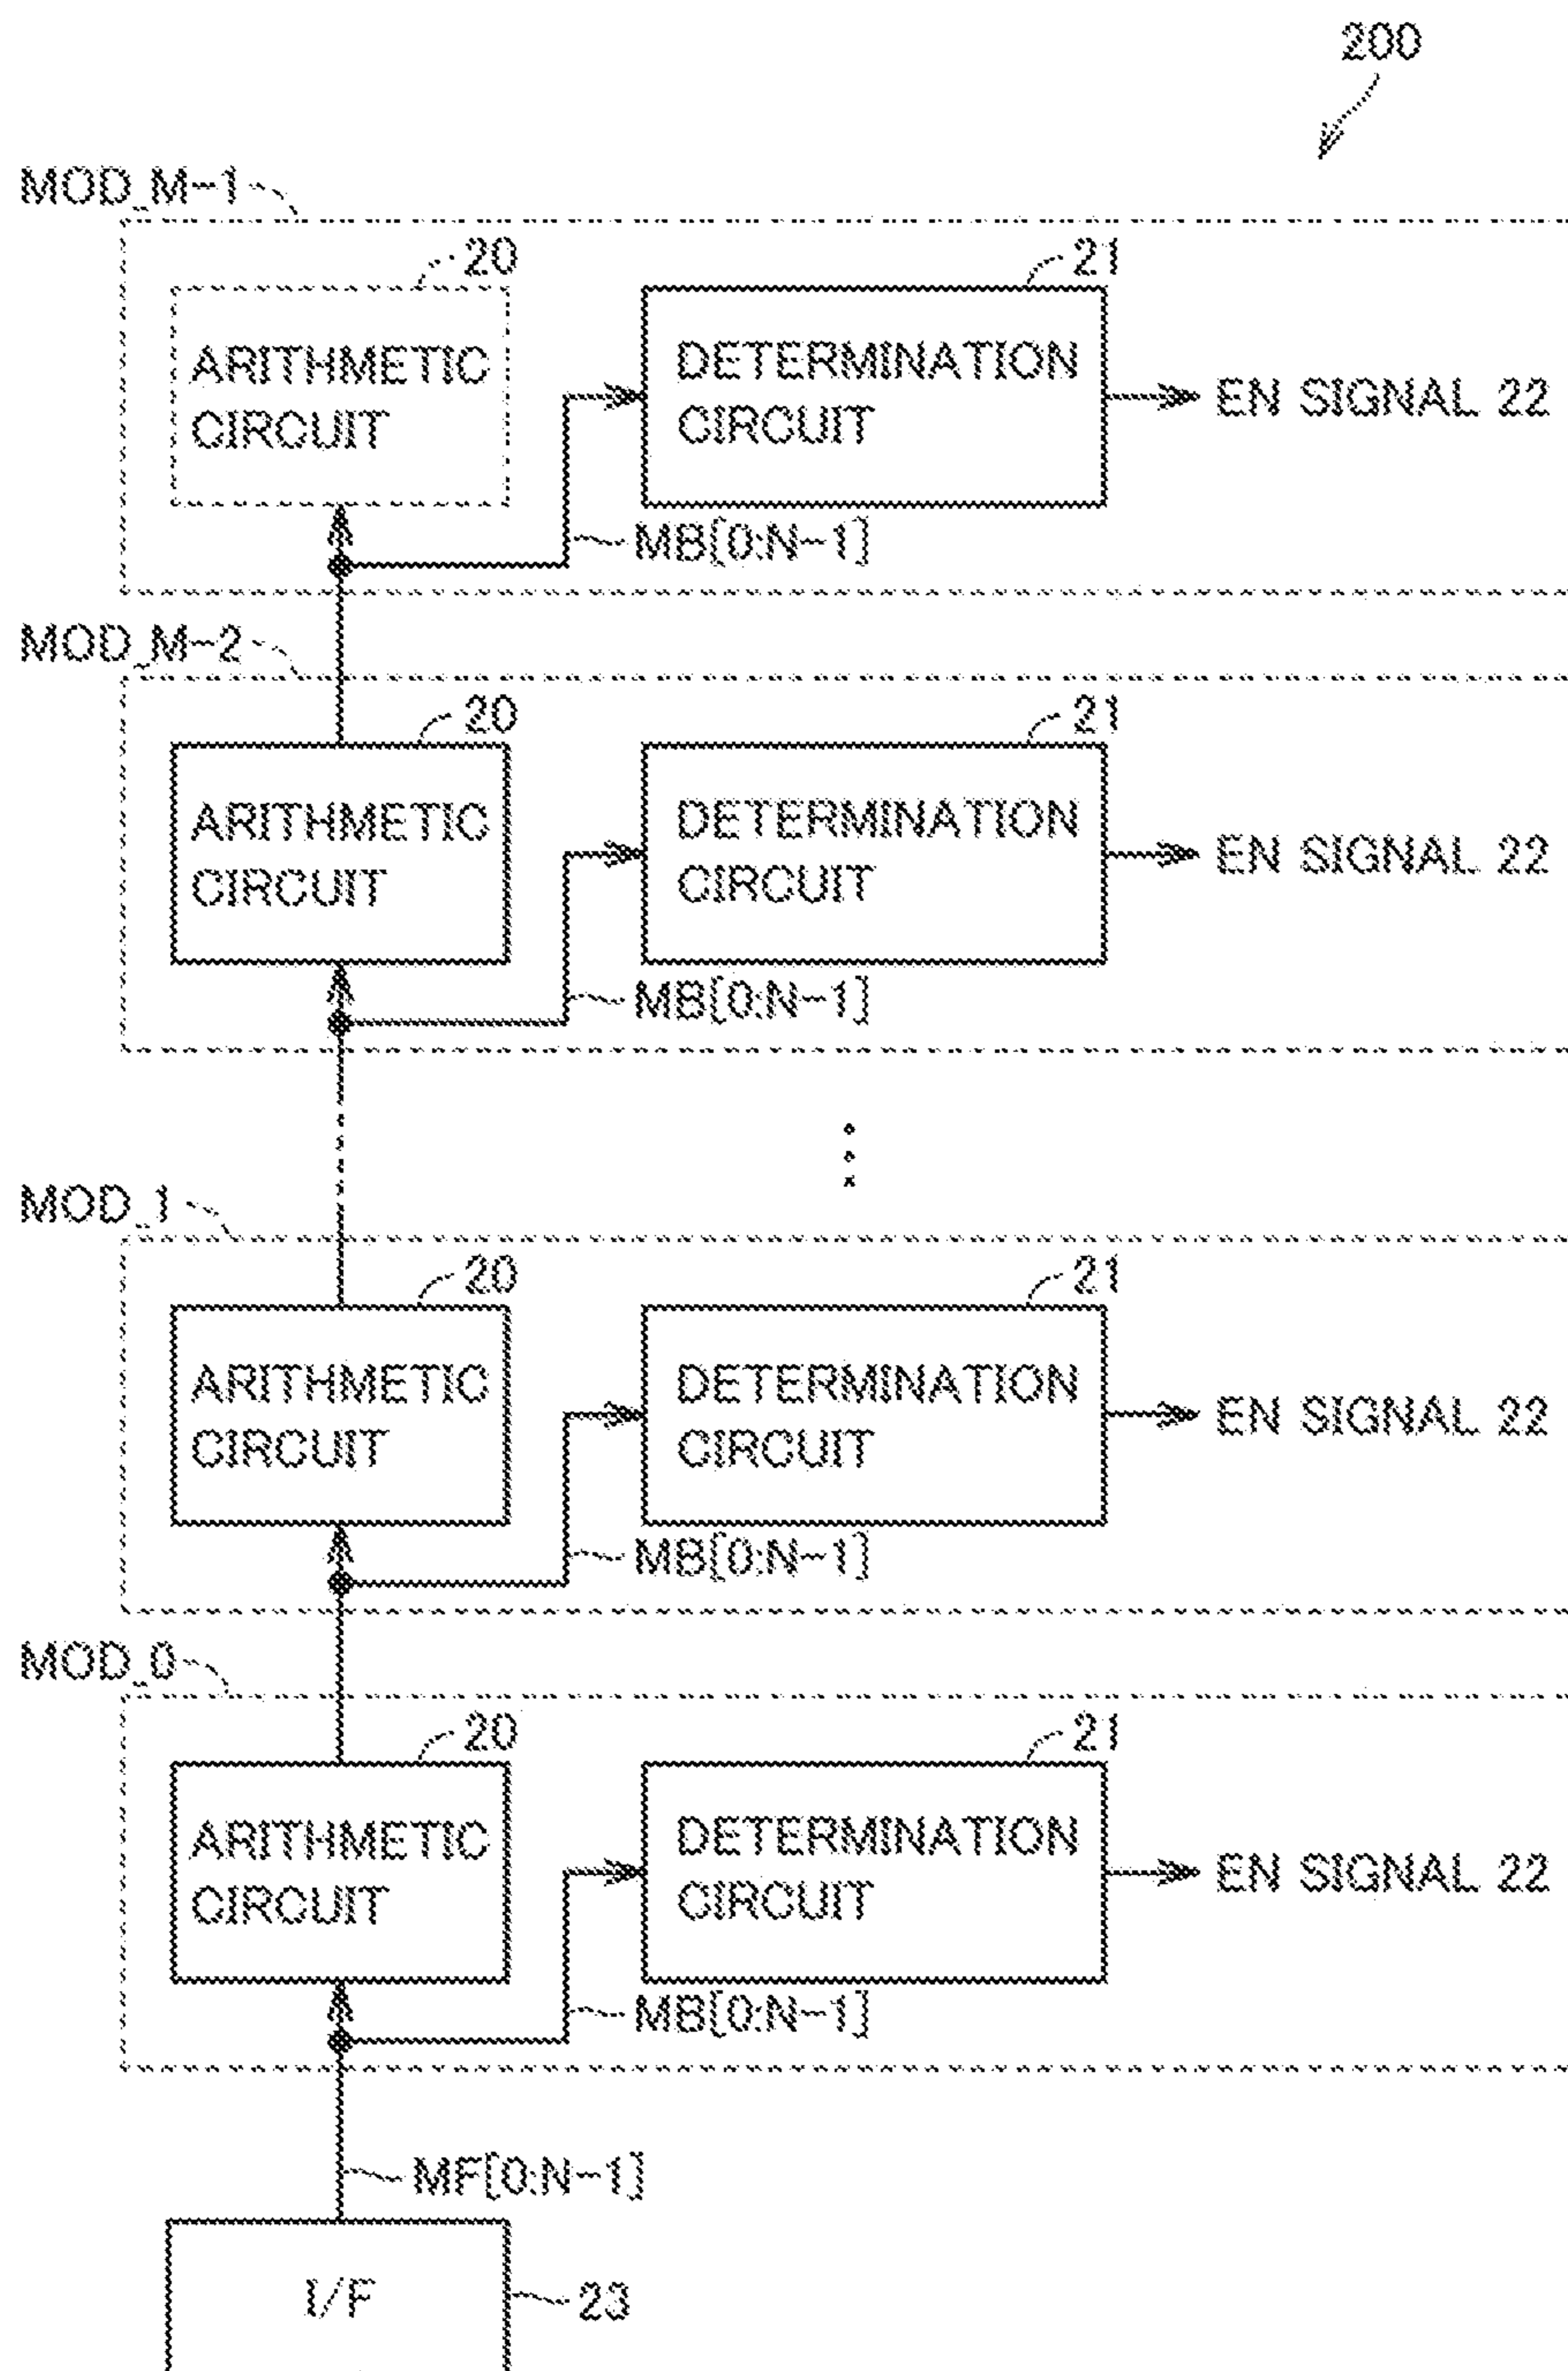 200
MOD_M-1
20
21
ARITHMETIC
CIRCUIT
DETERMINATION
CIRCUIT
EN SIGNAL 22
MB[0:N-1]
MOD_M-2
20
21
ARITHMETIC
CIRCUIT
DETERMINATION
CIRCUIT
EN SIGNAL 22
MB[0:N-1]
MOD_1
20
21
ARITHMETIC
CIRCUIT
DETERMINATION
CIRCUIT
EN SIGNAL 22
MB[0:N-1]
MOD_0
20
21
ARITHMETIC
CIRCUIT
DETERMINATION
CIRCUIT
EN SIGNAL 22
MB[0:N-1]
MF[0:N-1]
I/F
23